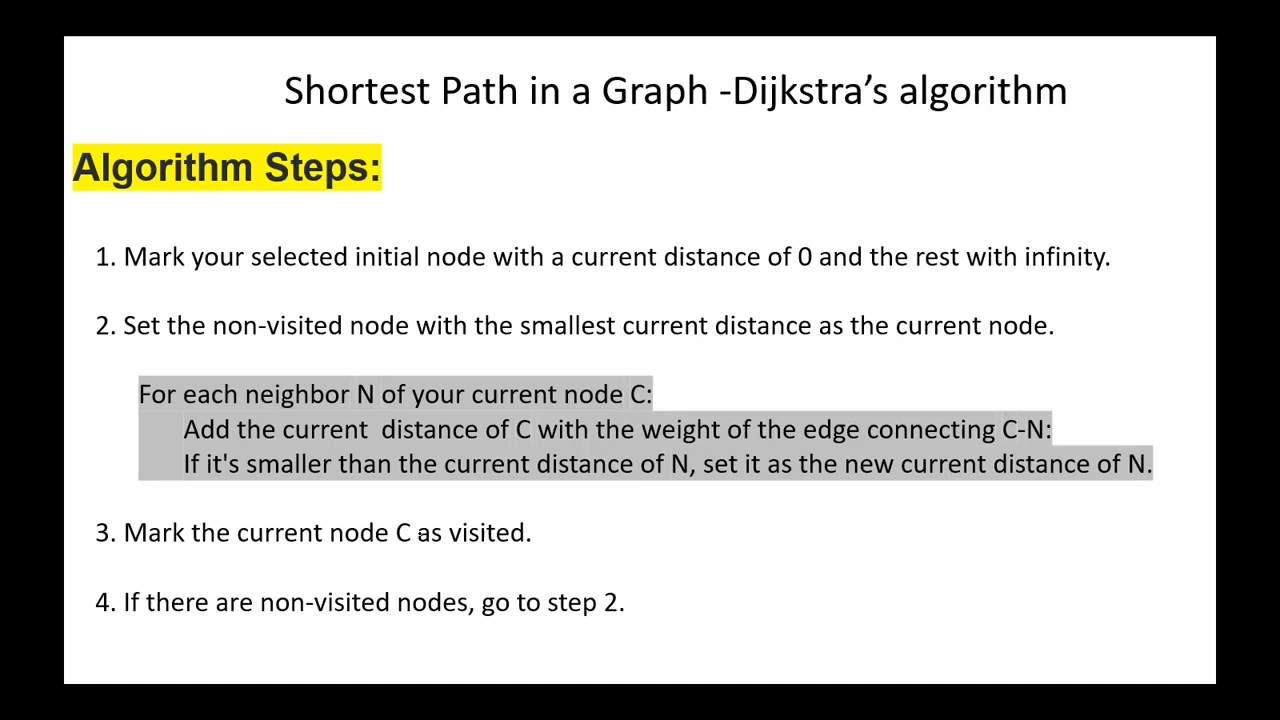 Shortest Path in a Graph -Dijkstra’s algorithm
Algorithm Steps:
1. Mark your selected initial node with a current distance of 0 and the rest with infinity.
2. Set the non-visited node with the smallest current distance as the current node.
For each neighbor N of your current node C:
Add the current  distance of C with the weight of the edge connecting C-N:
If it's smaller than the current distance of N, set it as the new current distance of N.
3. Mark the current node C as visited.
4. If there are non-visited nodes, go to step 2.